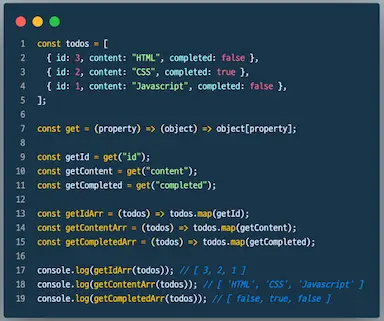 1 const todos = [
2 { id: 3, content: "HTML", completed: false },
3 { id: 2, content: "CSS", completed: true },
4 { id: 1, content: "Javascript", completed: false },
5 ];
6
7 const get = (property) => (object) => object[property];
8
9 const getId = get("id");
10 const getContent = get("content");
11 const getCompleted = get("completed");
12
13 const getIdArr = (todos) => todos.map(getId);
14 const getContentArr = (todos) => todos.map(getContent);
15 const getCompletedArr = (todos) => todos.map(getCompleted);
16
17 console.log(getIdArr(todos)); // [ 3, 2, 1 ]
18 console.log(getContentArr(todos)); // [ 'HTML', 'CSS', 'Javascript' ]
19 console.log(getCompletedArr(todos)); // [ false, true, false ]